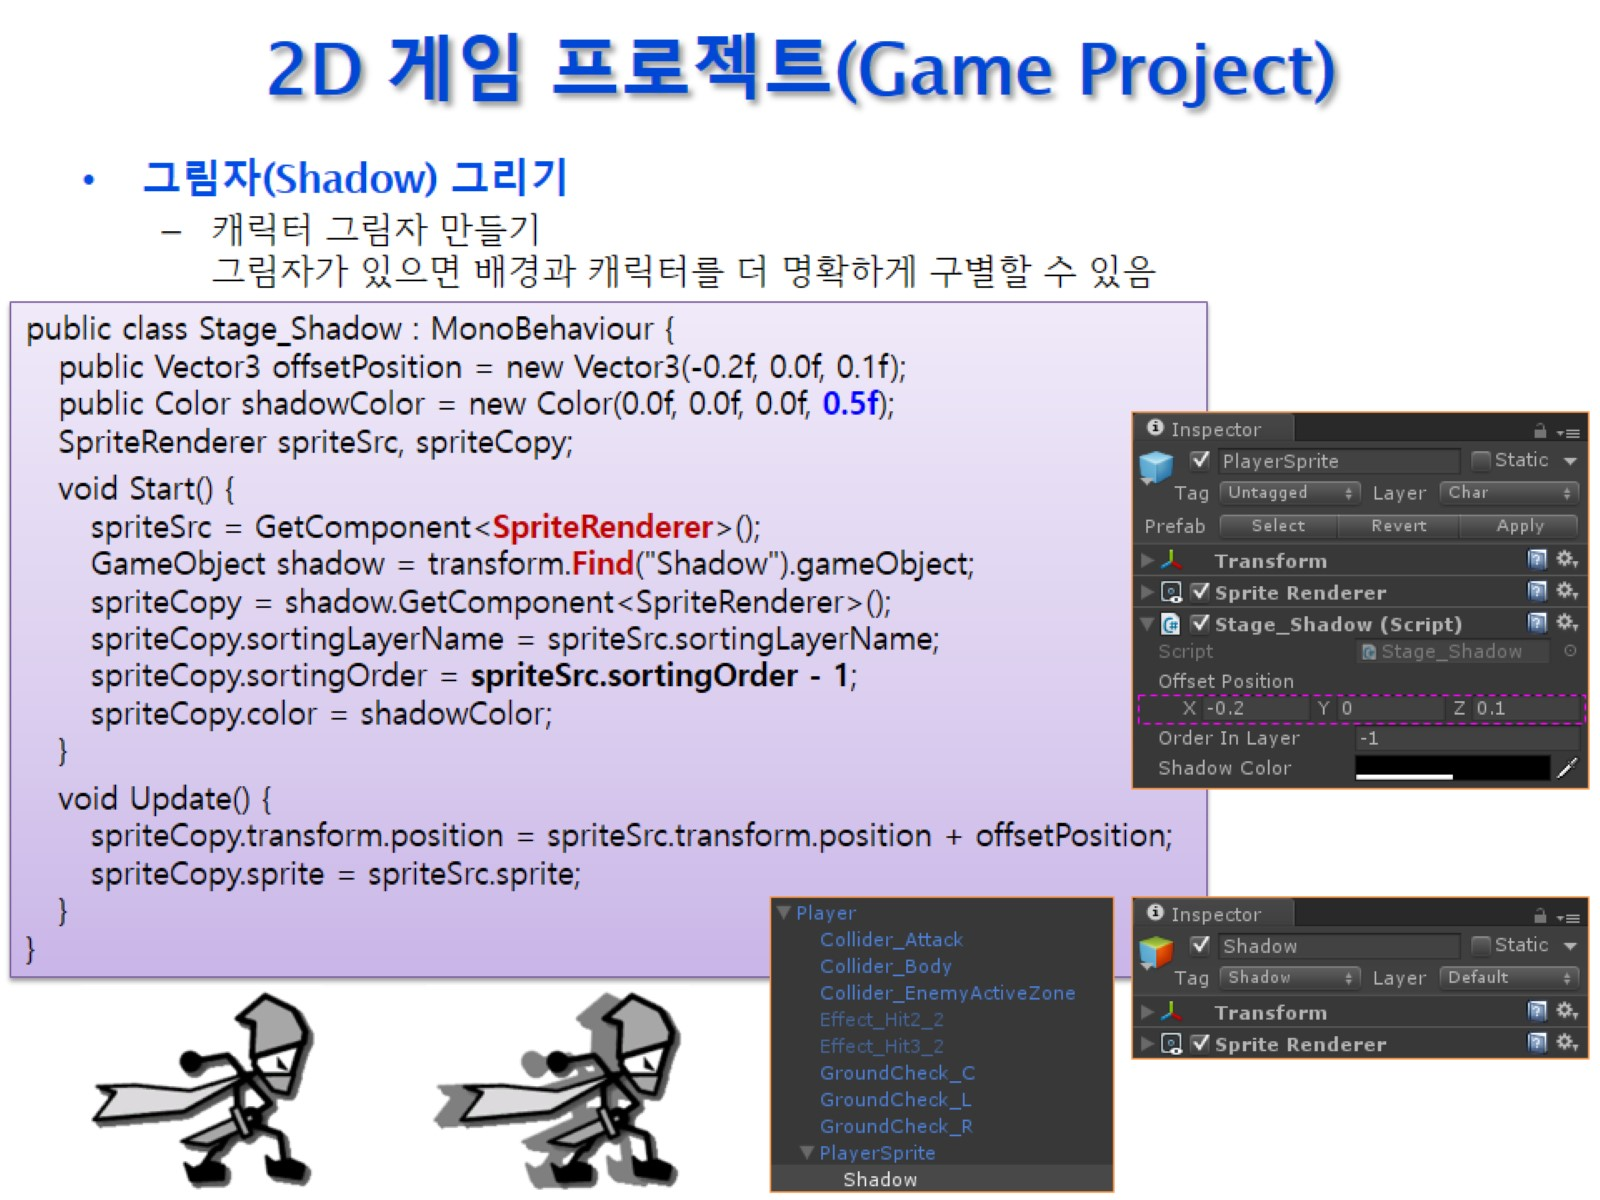 2D 게임 프로젝트(Game Project)
• 그림자(Shadow) 그리기
– 캐릭터 그림자 만들기
그림자가 있으면 배경과 캐릭터를 더 명확하게 구별할 수 있음
public class Stage_Shadow : MonoBehaviour {
public Vector3 offsetPosition = new Vector3(-0.2f, 0.0f, 0.1f);
public Color shadowColor = new Color(0.0f, 0.0f, 0.0f, 0.5f);
SpriteRenderer spriteSrc, spriteCopy;
void Start() {
spriteSrc = GetComponent<SpriteRenderer>();
GameObject shadow = transform.Find("Shadow").gameObject;
spriteCopy = shadow.GetComponent<SpriteRenderer>();
spriteCopy.sortingLayerName = spriteSrc.sortingLayerName;
spriteCopy.sortingOrder = spriteSrc.sortingOrder - 1;
spriteCopy.color = shadowColor;
}
void Update() {
spriteCopy.transform.position = spriteSrc.transform.position + offsetPosition;
spriteCopy.sprite = spriteSrc.sprite;
}
}
Inspector
PlayerSprite Static
Tag Untagged Layer Char
Prefab Select Revert Apply
Transform
Sprite Renderer
Stage_Shadow (Script)
Script Stage_Shadow
Offset Position
X -0.2 Y 0 Z 0.1
Order In Layer -1
Shadow Color
Player
Collider_Attack
Collider_Body
Collider_EnemyActiveZone
Effect_Hit2_2
Effect_Hit3_2
GroundCheck_C
GroundCheck_L
GroundCheck_R
PlayerSprite
Shadow
Inspector
Shadow Static
Tag Shadow Layer Default
Transform
Sprite Renderer